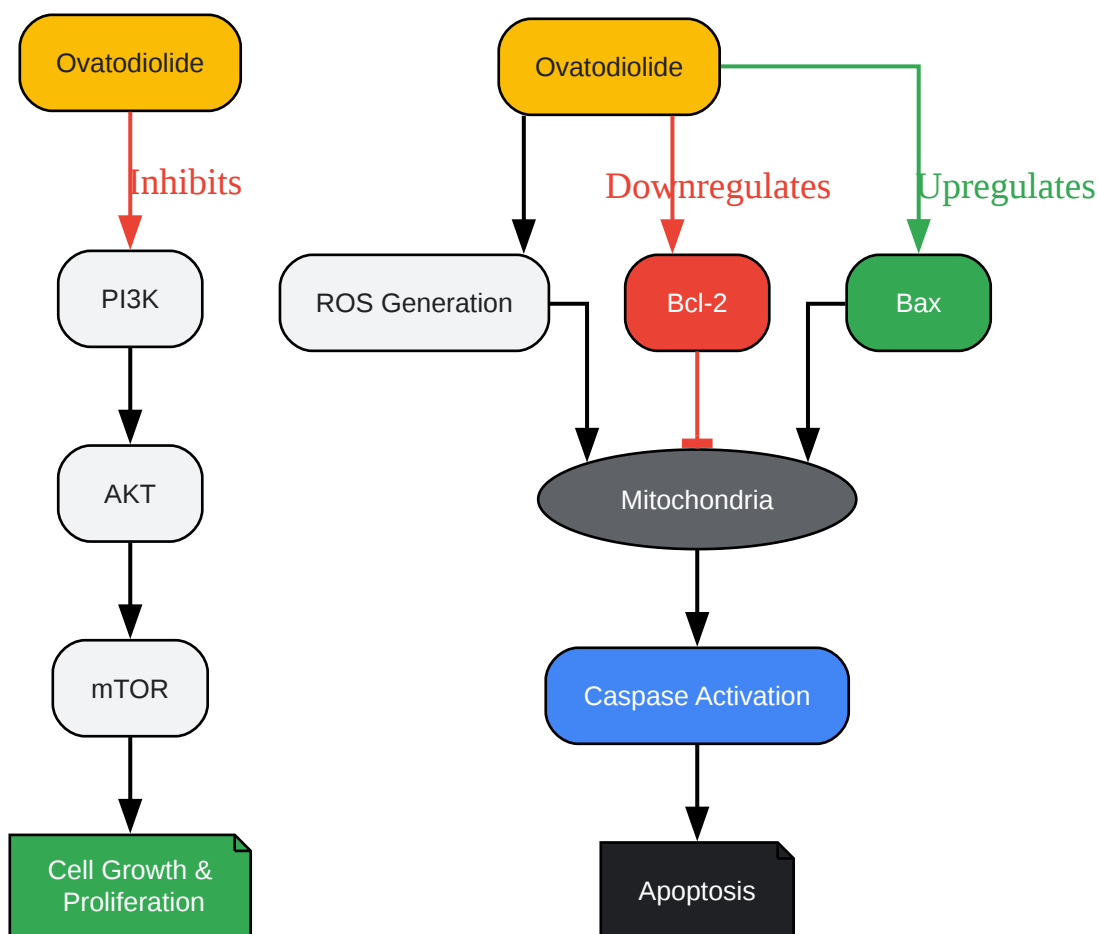 Ovatodiolide
Inhibits
PI3K
AKT
mTOR
Cell Growth &
Proliferation
Ovatodiolide
Downregulates
Upregulates
ROS Generation
Bcl-2
Bax
Mitochondria
Caspase Activation
Apoptosis